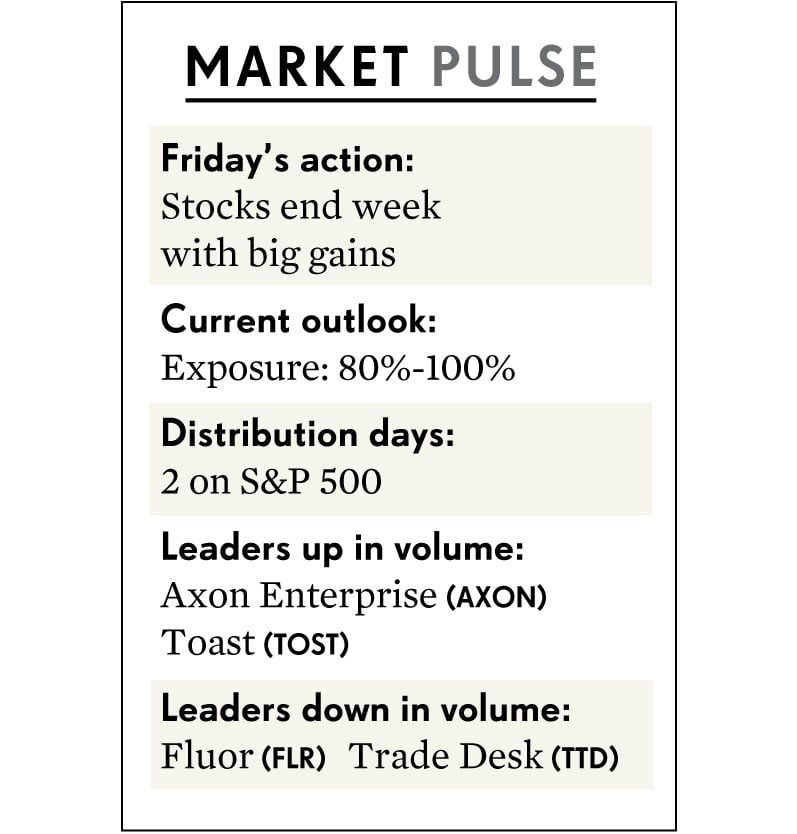 MARKET PULSE
Friday’s action:
Stocks end week
with big gains
Current outlook:
Exposure: 80%-100%
Distribution days:
2 on S&P 500
Leaders up in volume:
Axon Enterprise (AXON)
Toast (TOST)
Leaders down in volume:
Fluor (FLR) Trade Desk (TTD)